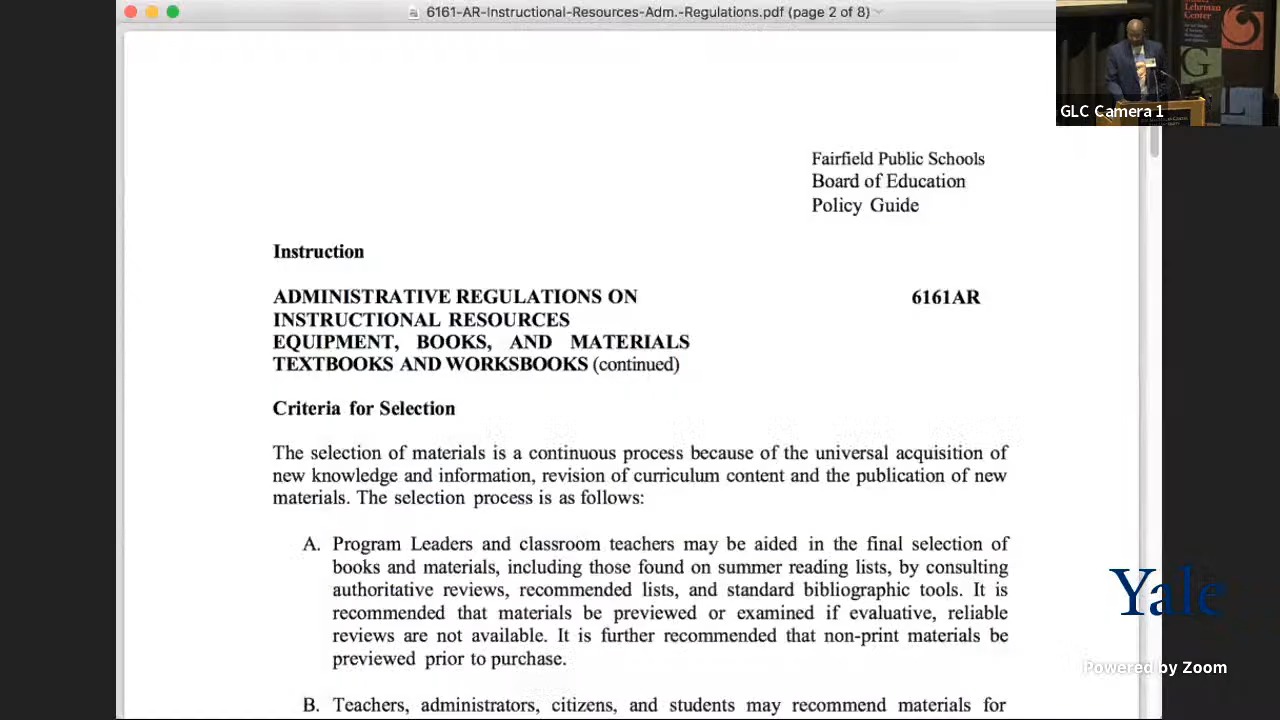 6161-AR-Instructional-Resources-Adm.-Regulations.pdf (page 2 of 8)
Lehrman
Center
G
L
GLC Camera 1
Fairfield Public Schools
Board of Education
Policy Guide
Instruction
ADMINISTRATIVE REGULATIONS ON
6161AR
INSTRUCTIONAL RESOURCES
EQUIPMENT, BOOKS, AND MATERIALS
TEXTBOOKS AND WORKSBOOKS (continued)
Criteria for Selection
The selection of materials is a continuous process because of the universal acquisition of
new knowledge and information, revision of curriculum content and the publication of new
materials. The selection process is as follows:
A. Program Leaders and classroom teachers may be aided in the final selection of
books and materials, including those found on summer reading lists, by consulting
authoritative reviews, recommended lists, and standard bibliographic tools. It is
recommended that materials be previewed or examined if evaluative, reliable
reviews are not available. It is further recommended that non-print materials be
previewed prior to purchase.
B. Teachers, administrators, citizens, and students may recommend materials for
Yale
Powered by Zoom